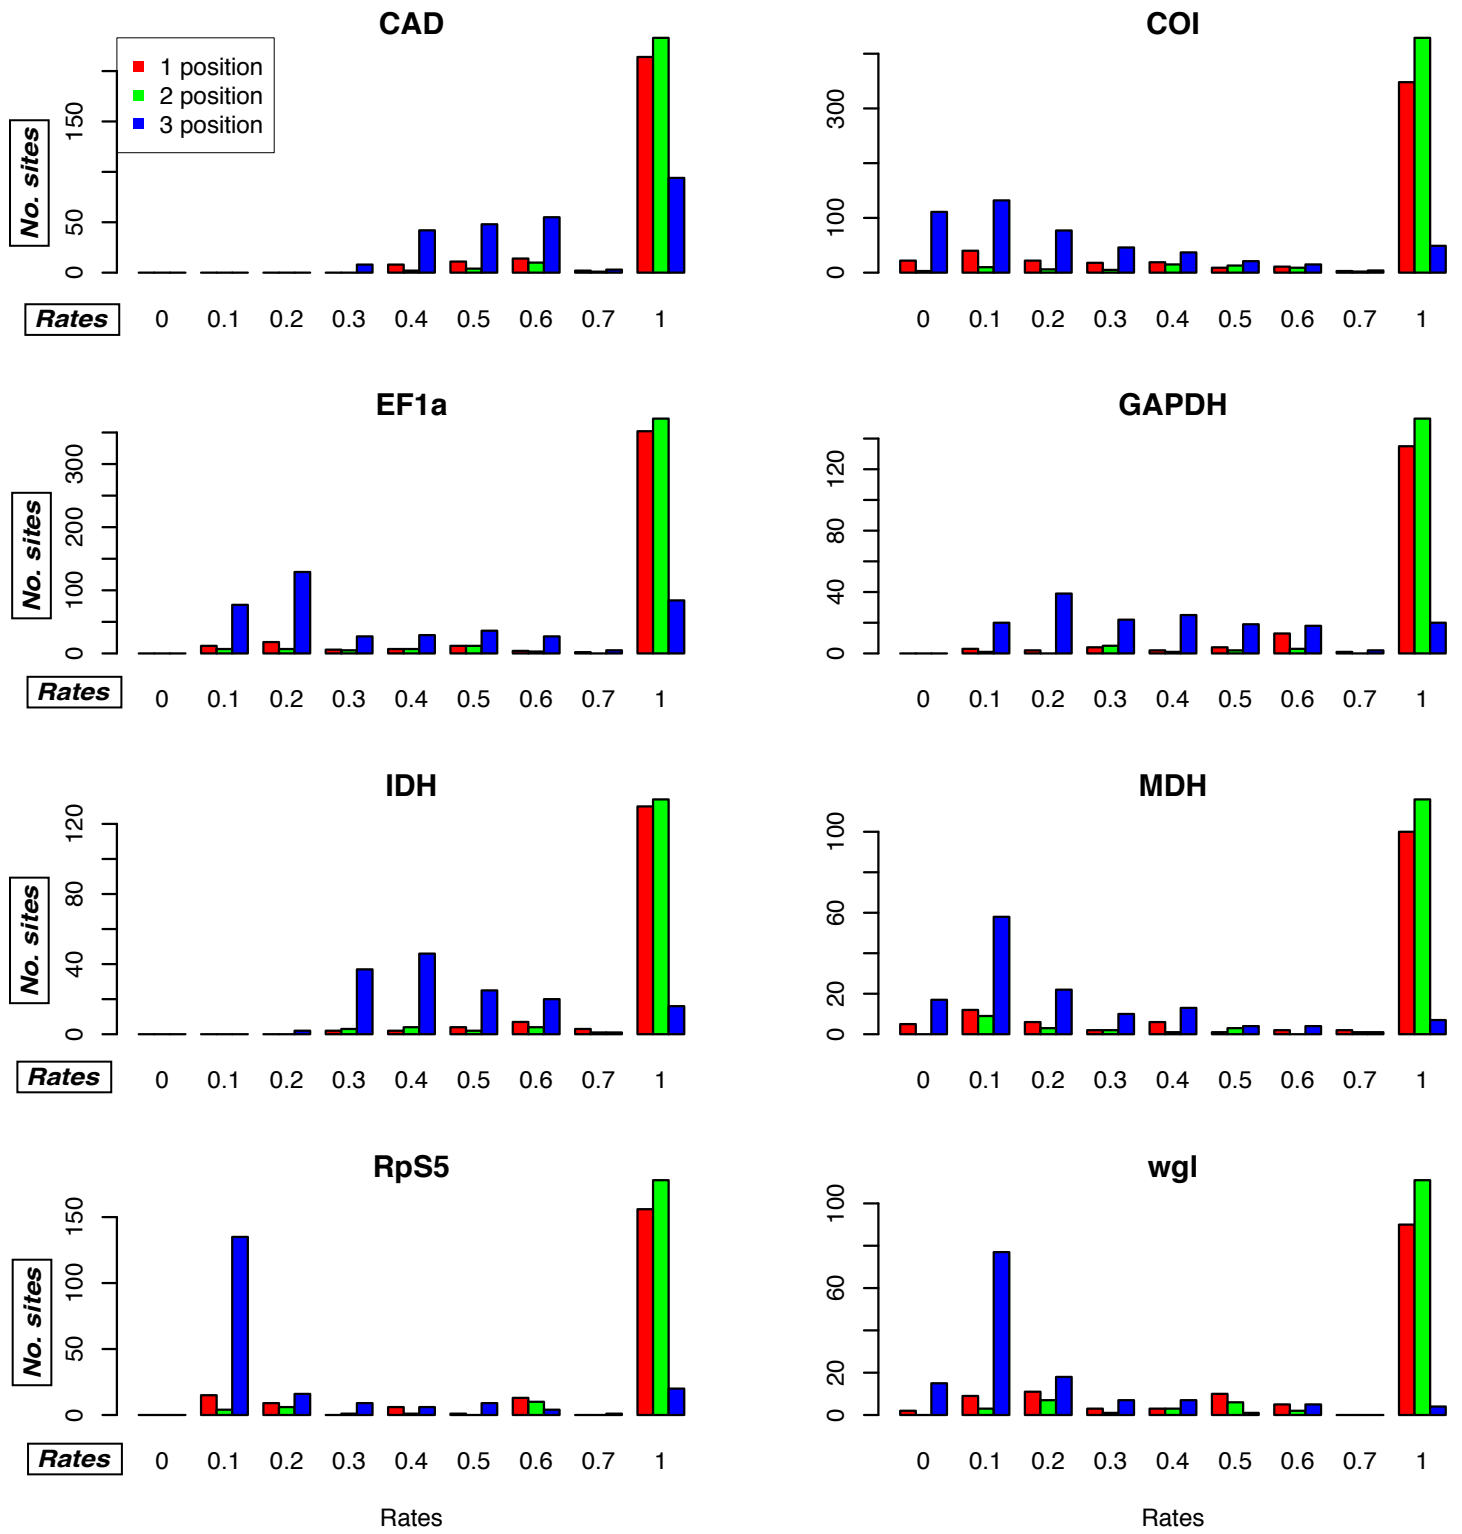 CAD
1 position
2 position
3 position
No. sites
0 50 150
Rates 0 0.1 0.2 0.3 0.4 0.5 0.6 0.7 1
COI
0 100 300
0 0.1 0.2 0.3 0.4 0.5 0.6 0.7 1
EF1a
No. sites
0 100 200 300
Rates 0 0.1 0.2 0.3 0.4 0.5 0.6 0.7 1
GAPDH
0 40 80 120
0 0.1 0.2 0.3 0.4 0.5 0.6 0.7 1
IDH
No. sites
0 40 80 120
Rates 0 0.1 0.2 0.3 0.4 0.5 0.6 0.7 1
MDH
0 20 60 100
0 0.1 0.2 0.3 0.4 0.5 0.6 0.7 1
RpS5
No. sites
0 50 100 150
Rates 0 0.1 0.2 0.3 0.4 0.5 0.6 0.7 1
Rates
wgl
0 20 60 100
0 0.1 0.2 0.3 0.4 0.5 0.6 0.7 1
Rates